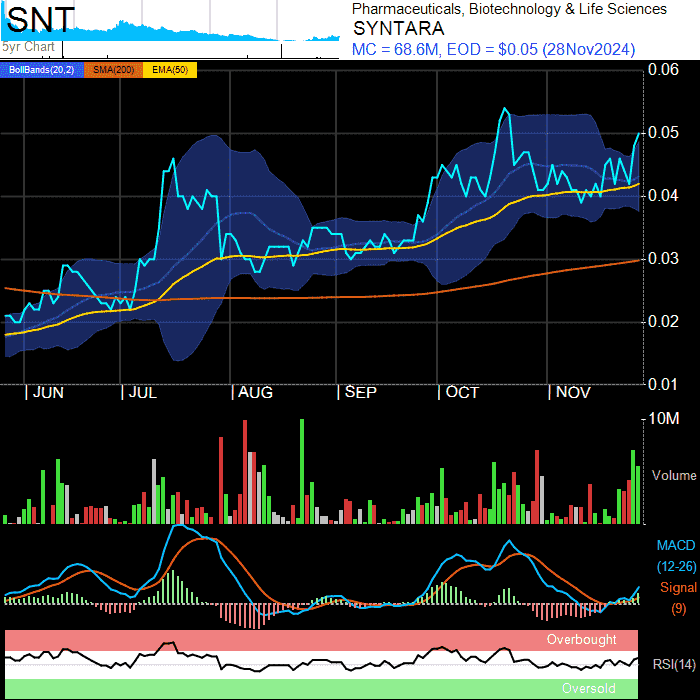 SNT
5yr Chart
Pharmaceuticals, Biotechnology & Life Sciences
SYNTARA
MC = 68.6M, EOD = $0.05 (28Nov2024)
BollBands(20,2) SMA(200) EMA(50)
0.06
0.05
0.04
0.03
0.02
0.01
JUN JUL AUG SEP OCT NOV
10M
Volume
MACD
(12-26)
Signal
(9)
Overbought
RSI(14)
Oversold